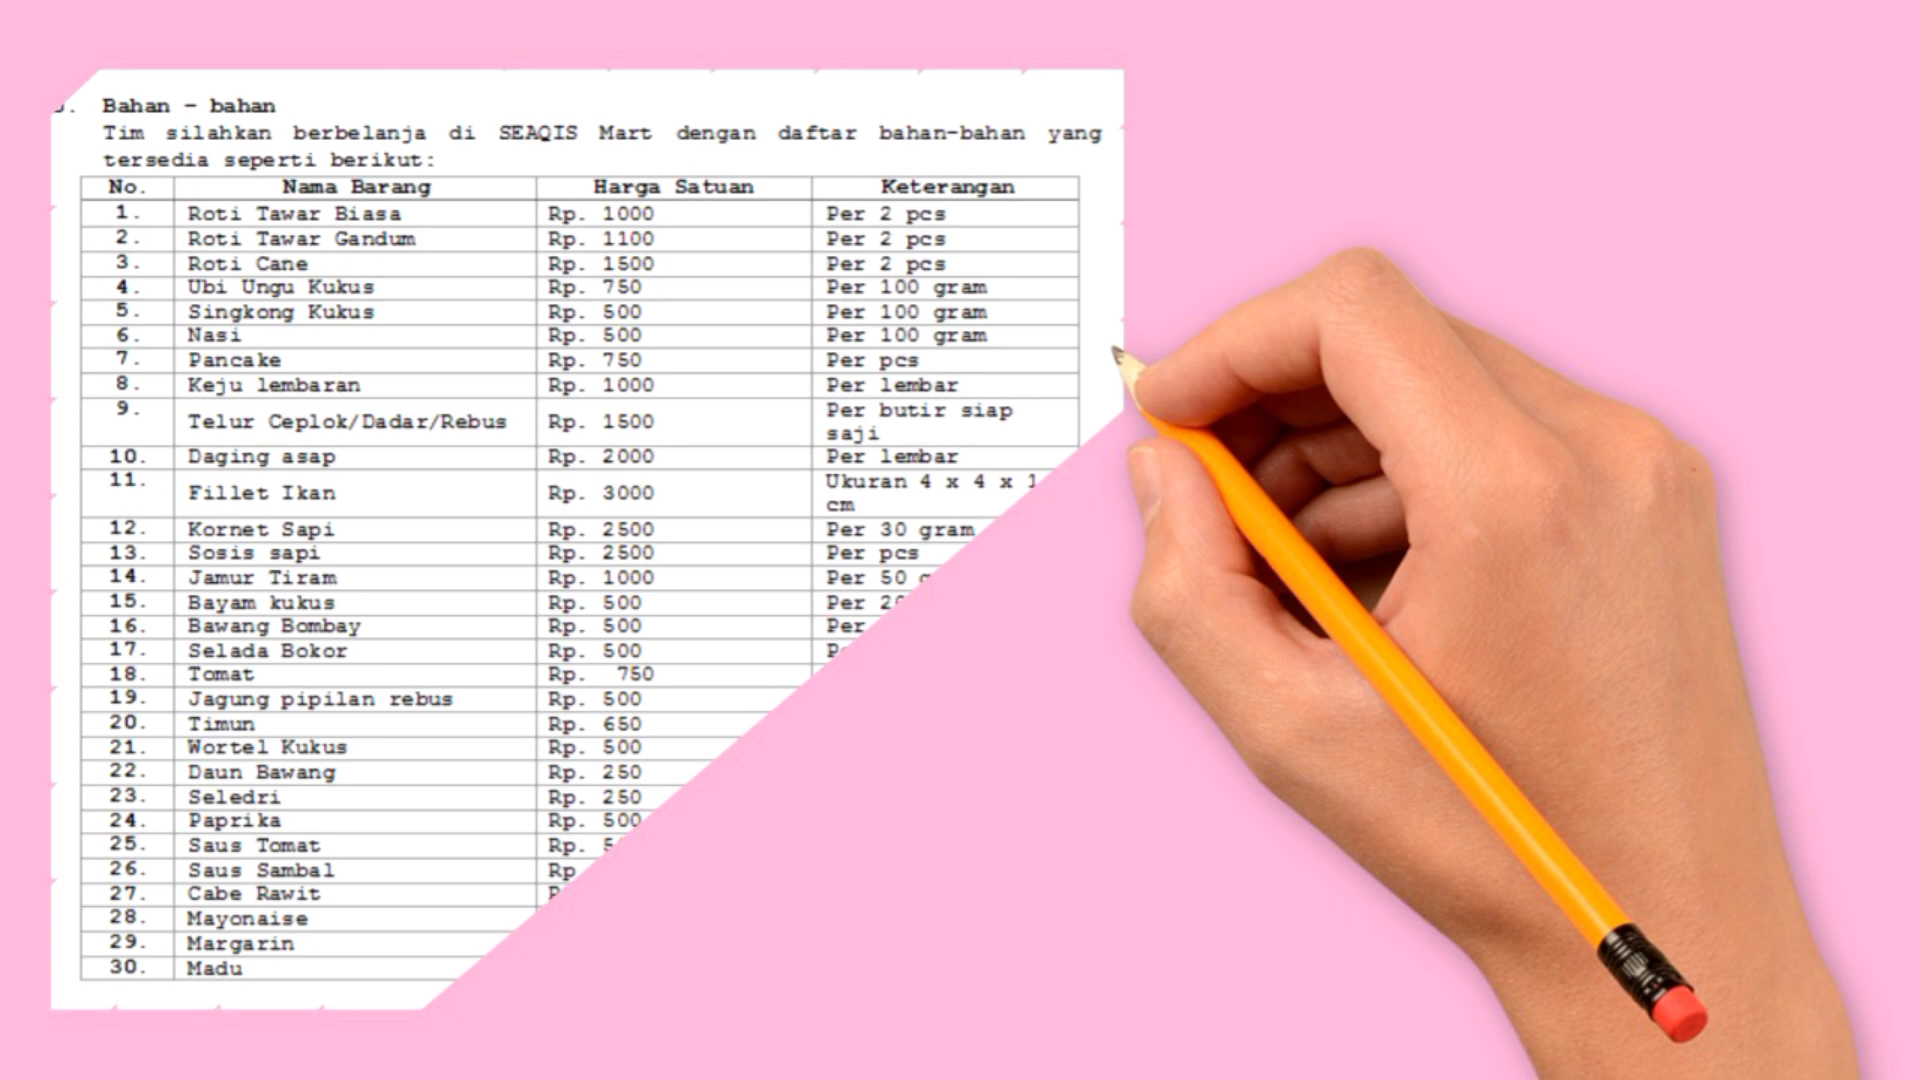 Bahan - bahan
Tim silahkan berbelanja di SEAQIS Mart dengan daftar bahan-bahan yang
tersedia seperti berikut:
No. Nama Barang Harga Satuan Keterangan
1. Roti Tawar Biasa Rp. 1000 Per 2 pcs
2. Roti Tawar Gandum Rp. 1100 Per 2 pcs
3. Roti Cane Rp. 1500 Per 2 pcs
4. Ubi Ungu Kukus Rp. 750 Per 100 gram
5. Singkong Kukus Rp. 500 Per 100 gram
6. Nasi Rp. 500 Per 100 gram
7. Pancake Rp. 750 Per pcs
8. Keju lembaran Rp. 1000 Per lembar
9. Telur Ceplok/Dadar/Rebus Rp. 1500 Per butir siap
saji
10. Daging asap Rp. 2000 Per lembar
11. Fillet Ikan Rp. 3000 Ukuran 4 x 4 x 1
cm
12. Kornet Sapi Rp. 2500 Per 30 gram
13. Sosis sapi Rp. 2500 Per pcs
14. Jamur Tiram Rp. 1000 Per 50
15. Bayam kukus Rp. 500 Per
16. Bawang Bombay Rp. 500 Per
17. Selada Bokor Rp. 500
18. Tomat Rp. 750
19. Jagung pipilan rebus Rp. 500
20. Timun Rp. 650
21. Wortel Kukus Rp. 500
22. Daun Bawang Rp. 250
23. Seledri Rp. 250
24. Paprika Rp. 500
25. Saus Tomat Rp.
26. Saus Sambal Rp
27. Cabe Rawit
28. Mayonaise
29. Margarin
30. Madu